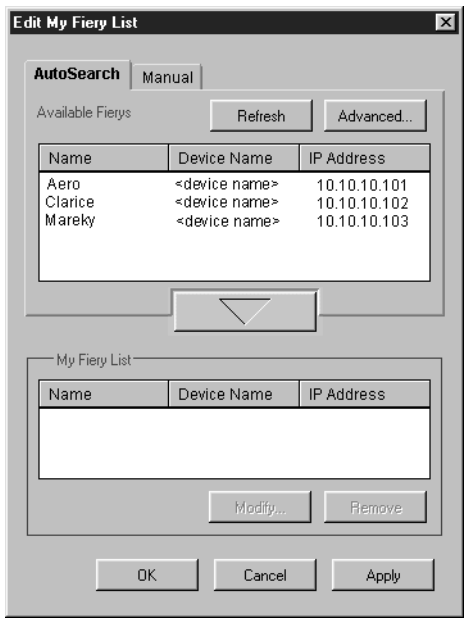 Edit My Fiery List
AutoSearch Manual
Available Fierys Refresh Advanced...
Name Device Name IP Address
Aero <device name> 10.10.10.101
Clarice <device name> 10.10.10.102
Mareky <device name> 10.10.10.103
My Fiery List
Name Device Name IP Address
Modify... Remove
OK Cancel Apply